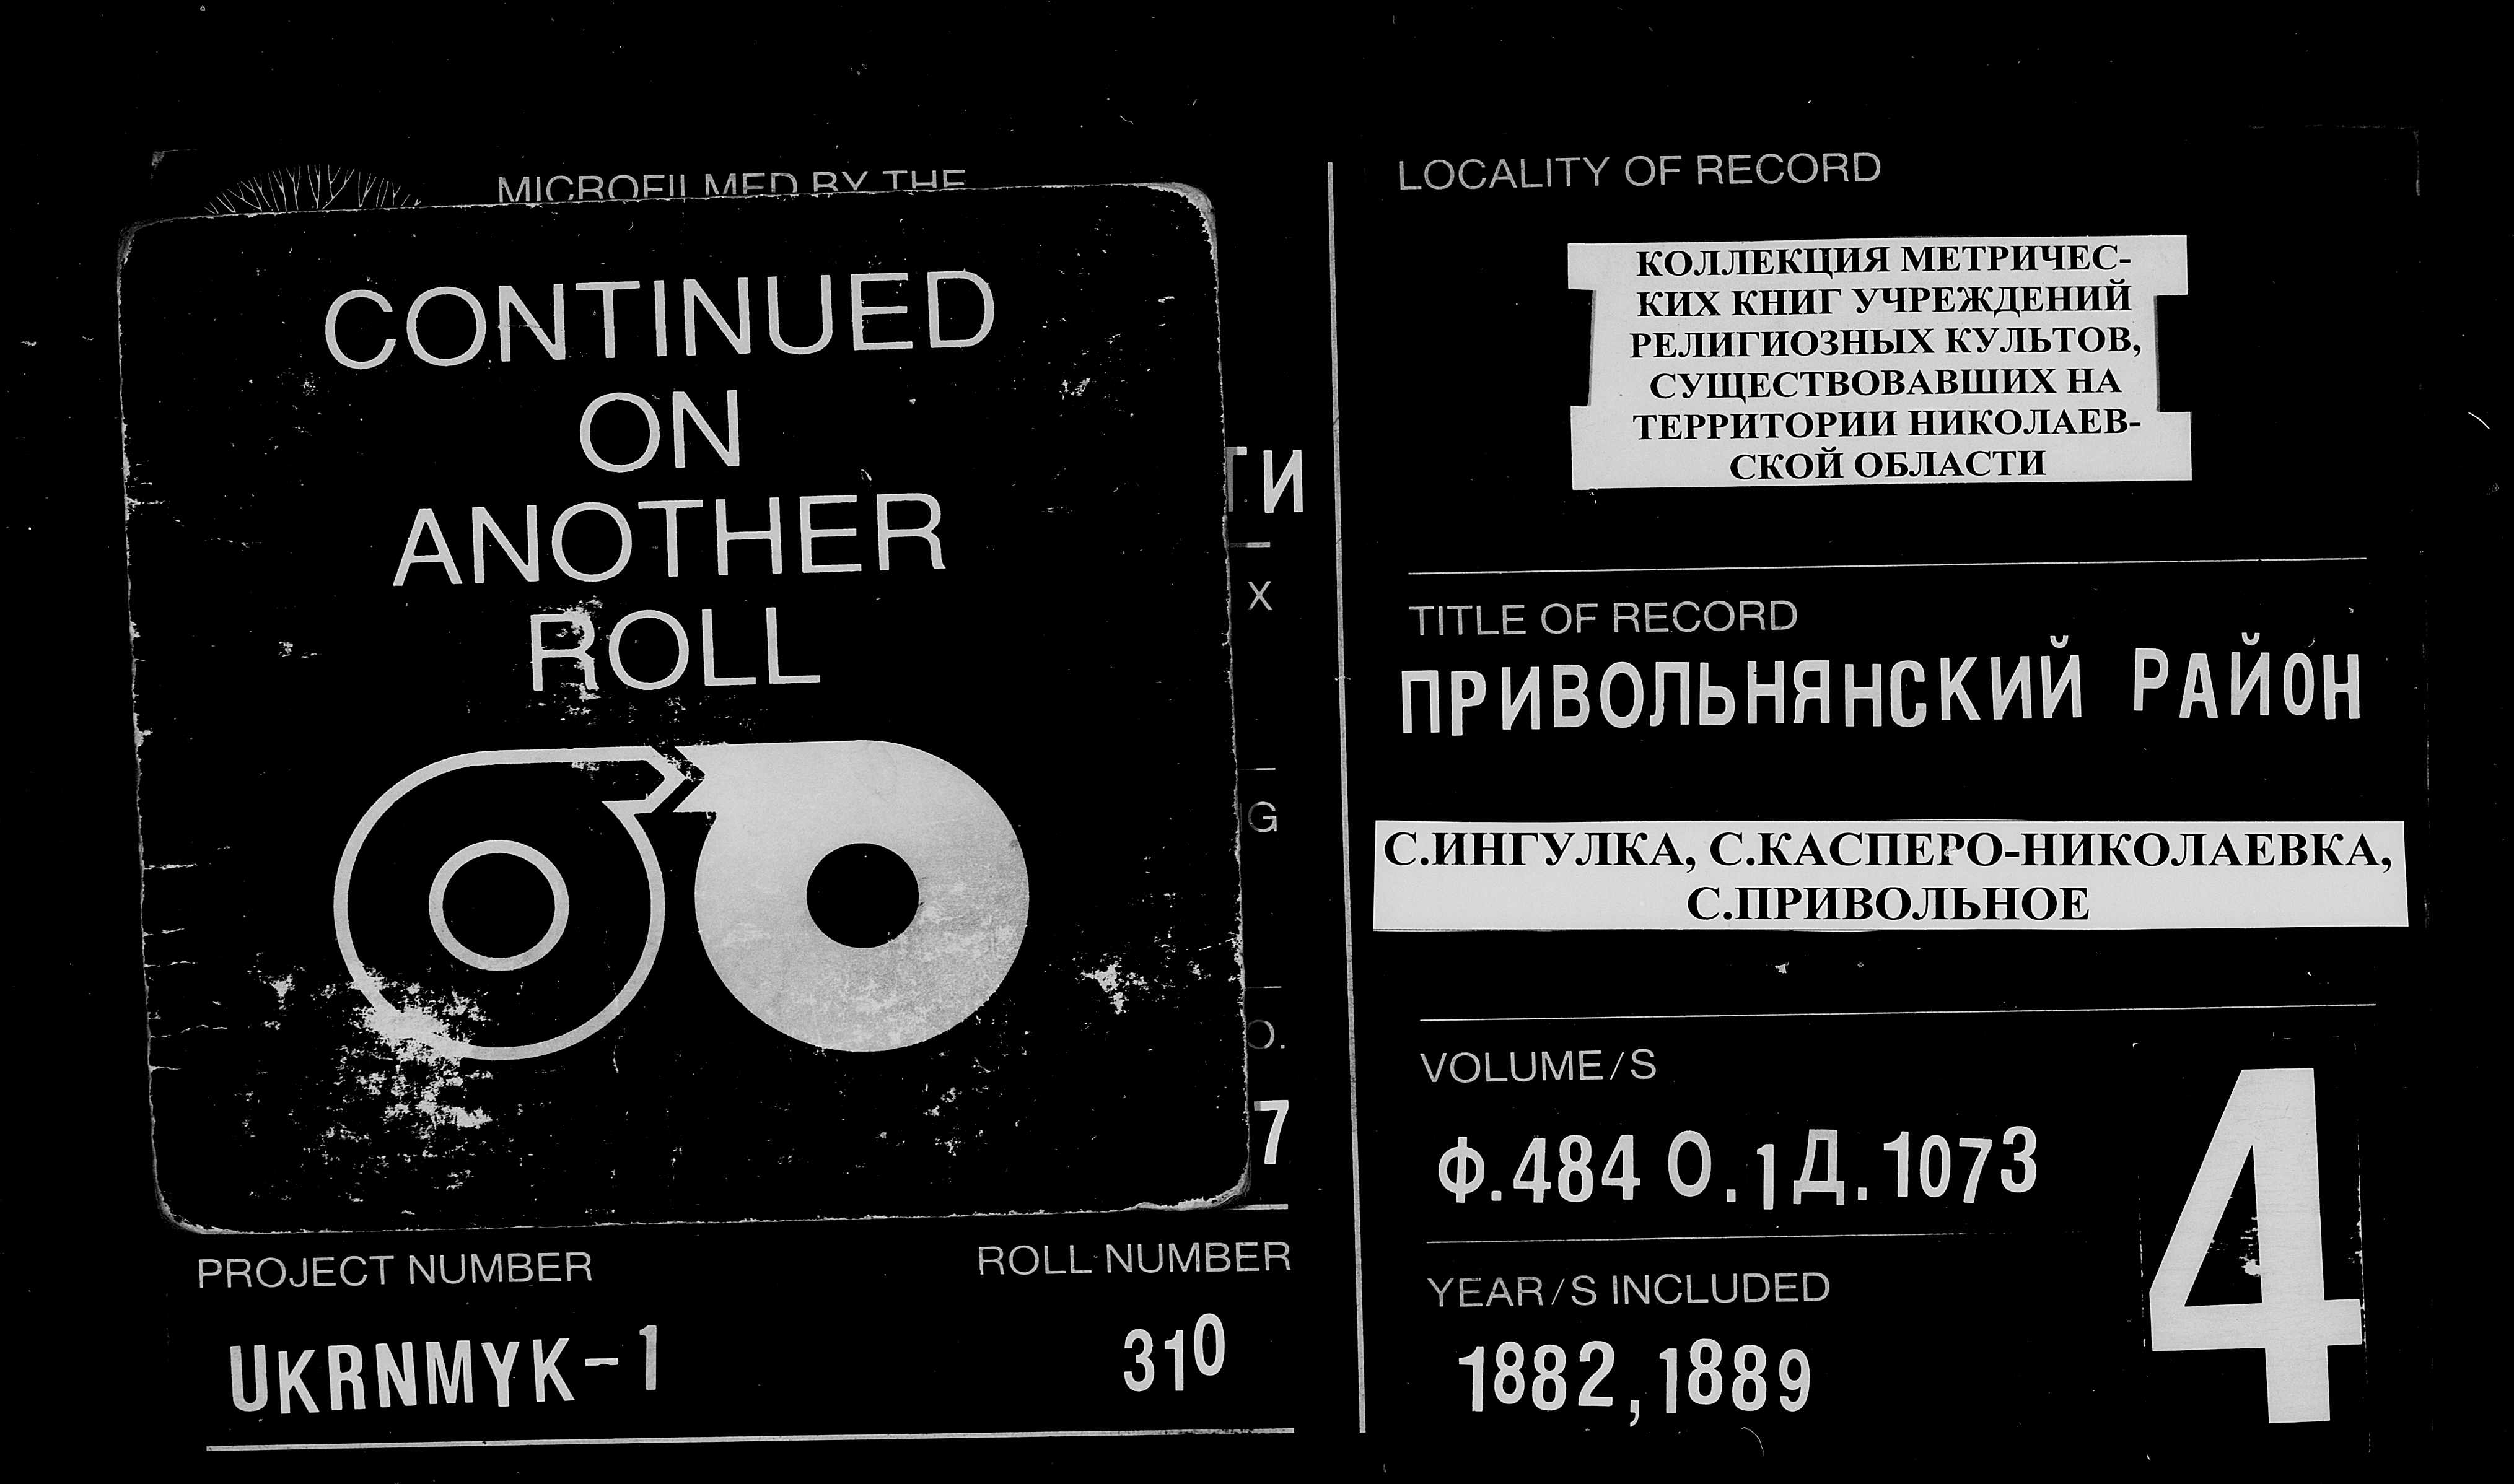 MICROFILMED BY THE
CONTINUED
ON
ANOTHER
ROLL
ТИ
X
G
O.
7
PROJECT NUMBER
ROLL NUMBER
UKRNMYK-1
310
LOCALITY OF RECORD
КОЛЛЕКЦИЯ МЕТРИЧЕС-
КИХ КНИГ УЧРЕЖДЕНИЙ
РЕЛИГИОЗНЫХ КУЛЬТОВ,
СУЩЕСТВОВАВШИХ НА
ТЕРРИТОРИИ НИКОЛАЕВ-
СКОЙ ОБЛАСТИ
TITLE OF RECORD
ПРИВОЛЬНЯНСКИЙ РАЙОН
С.ИНГУЛКА, С.КАСПЕРО-НИКОЛАЕВКА,
С.ПРИВОЛЬНОЕ
VOLUME/S
Ф.484 О.1Д.1073
YEAR/S INCLUDED
1882,1889
4